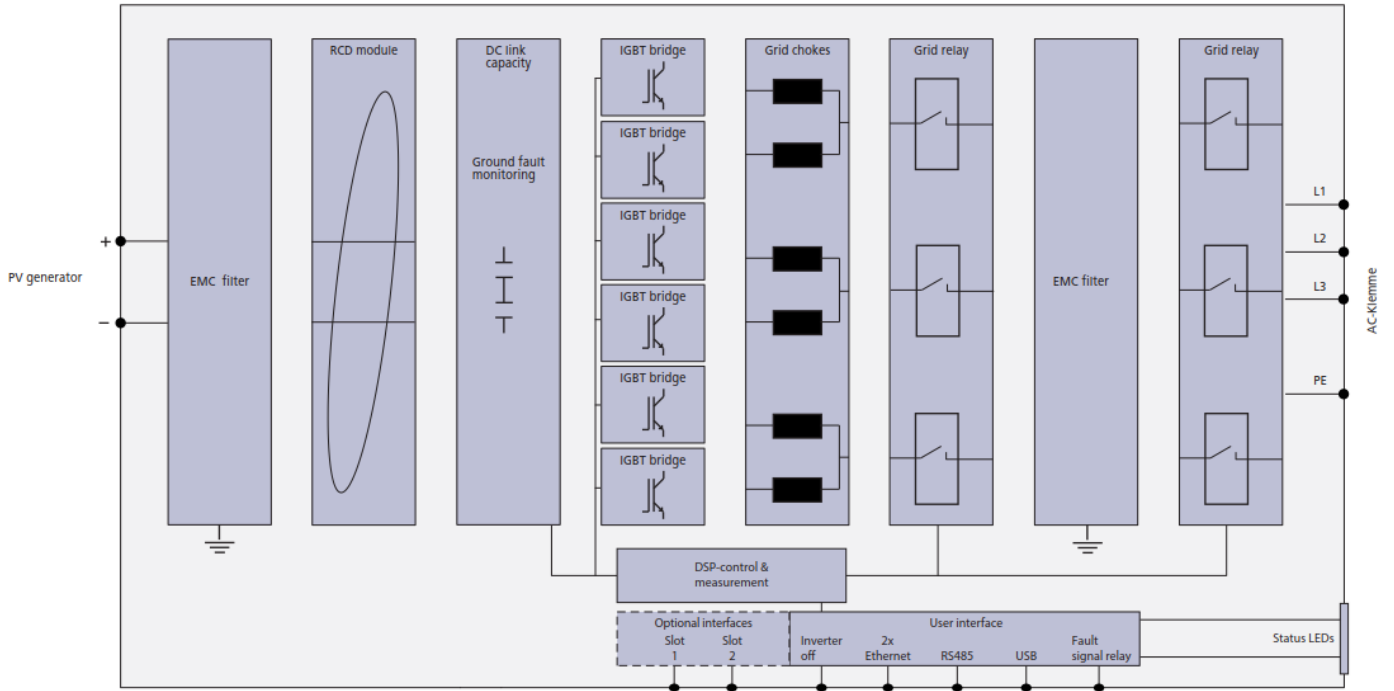 RCD module
DC link
capacity
IGBT bridge
Grid chokes
Grid relay
Grid relay
IGBT bridge
Ground fault
monitoring
L1
IGBT bridge
+
L2
PV generator
EMC filter
EMC filter
L3
AC-Klemme
IGBT bridge
−
IGBT bridge
PE
IGBT bridge
DSP-control &
measurement
Optional interfaces
Slot
1
Slot
2
User interface
Inverter
off
2x
Ethernet
RS485
USB
Fault
signal relay
Status LEDs